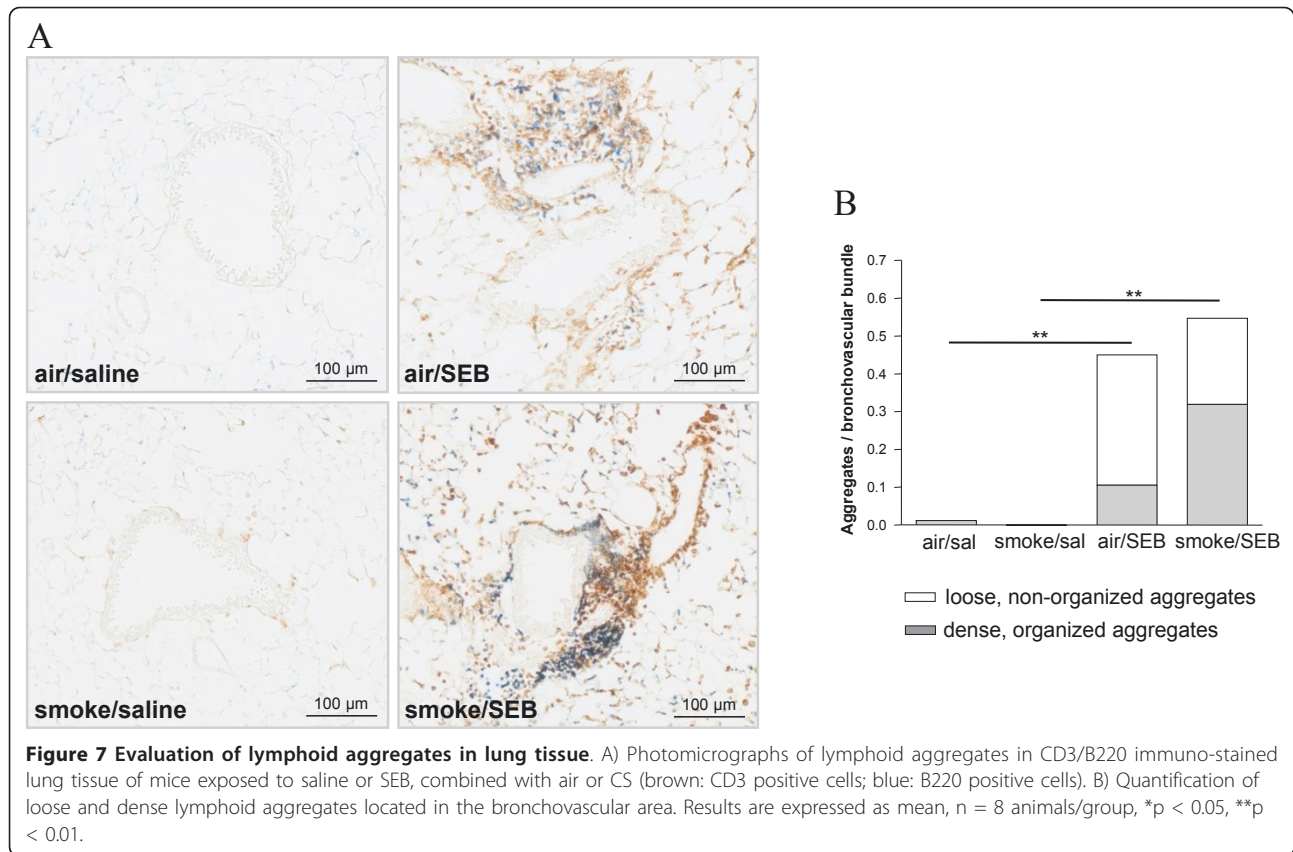 A
air/saline
100 µm
air/SEB
100 µm
smoke/saline
100 µm
smoke/SEB
100 µm
B
Aggregates / bronchovascular bundle
0.7
0.6
0.5
0.4
0.3
0.2
0.1
0.0
**
**
air/sal smoke/sal air/SEB smoke/SEB
loose, non-organized aggregates
dense, organized aggregates
Figure 7 Evaluation of lymphoid aggregates in lung tissue. A) Photomicrographs of lymphoid aggregates in CD3/B220 immuno-stained
lung tissue of mice exposed to saline or SEB, combined with air or CS (brown: CD3 positive cells; blue: B220 positive cells). B) Quantification of
loose and dense lymphoid aggregates located in the bronchovascular area. Results are expressed as mean, n = 8 animals/group, *p < 0.05, **p
< 0.01.